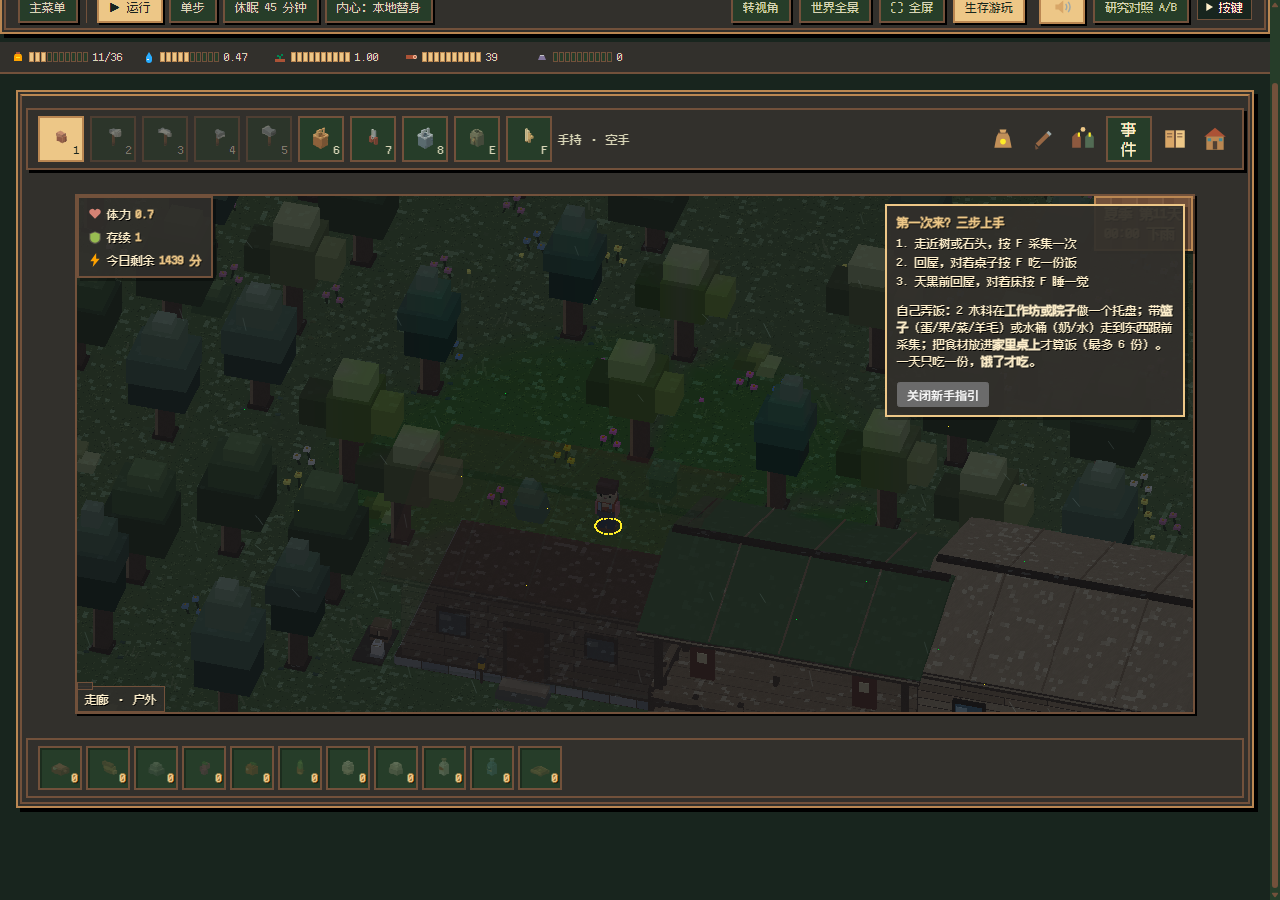 主菜单 ▶ 运行 单步 休眠 45 分钟 内心: 本地替身 转视角 世界全景 全屏 生存游玩 研究对照 A/B ▶ 按键
11/36 0.47 1.00 39 0
1 2 3 4 5 6 7 8 E F 手持 · 空手 事件
体力 0.7
存续 1
今日剩余 1439 分
第一次来？三步上手
1. 走近树或石头，按 F 采集一次
2. 回屋，对着桌子按 F 吃一份饭
3. 天黑前回屋，对着床按 F 睡一觉
自己弄饭：2 木料在工作坊或院子做一个托盘；带篮
子（蛋/果/菜/羊毛）或水桶（奶/水）走到东西跟前
采集；把食材放进家里桌上才算饭（最多 6 份）。
一天只吃一份，饿了才吃。
关闭新手指引
走廊 · 户外
0 0 0 0 0 0 0 0 0 0 0